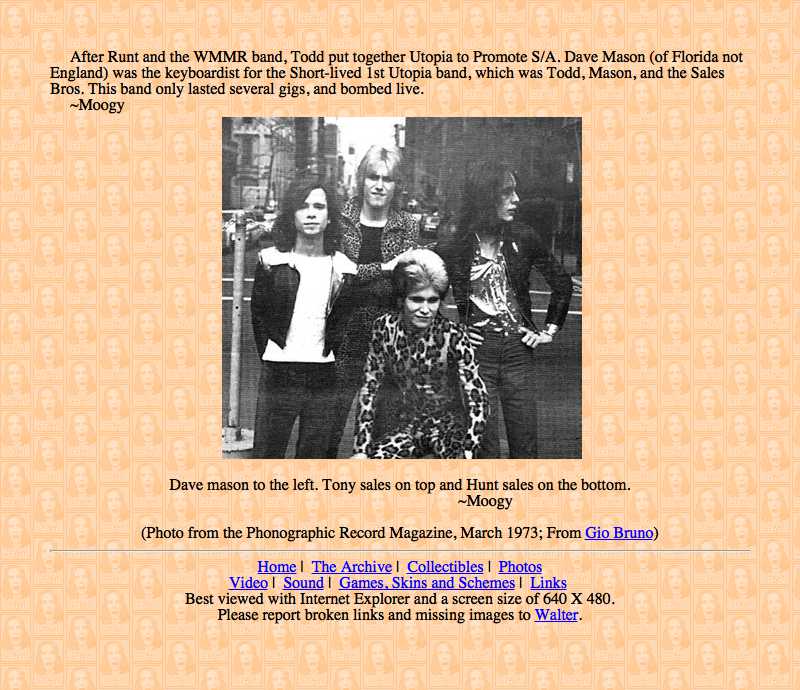 After Runt and the WMMR band, Todd put together Utopia to Promote S/A. Dave Mason (of Florida not
England) was the keyboardist for the Short-lived 1st Utopia band, which was Todd, Mason, and the Sales
Bros. This band only lasted several gigs, and bombed live.
~Moogy
Dave mason to the left. Tony sales on top and Hunt sales on the bottom.
~Moogy
(Photo from the Phonographic Record Magazine, March 1973; From Gio Bruno)
Home | The Archive | Collectibles | Photos
Video | Sound | Games, Skins and Schemes | Links
Best viewed with Internet Explorer and a screen size of 640 X 480.
Please report broken links and missing images to Walter.